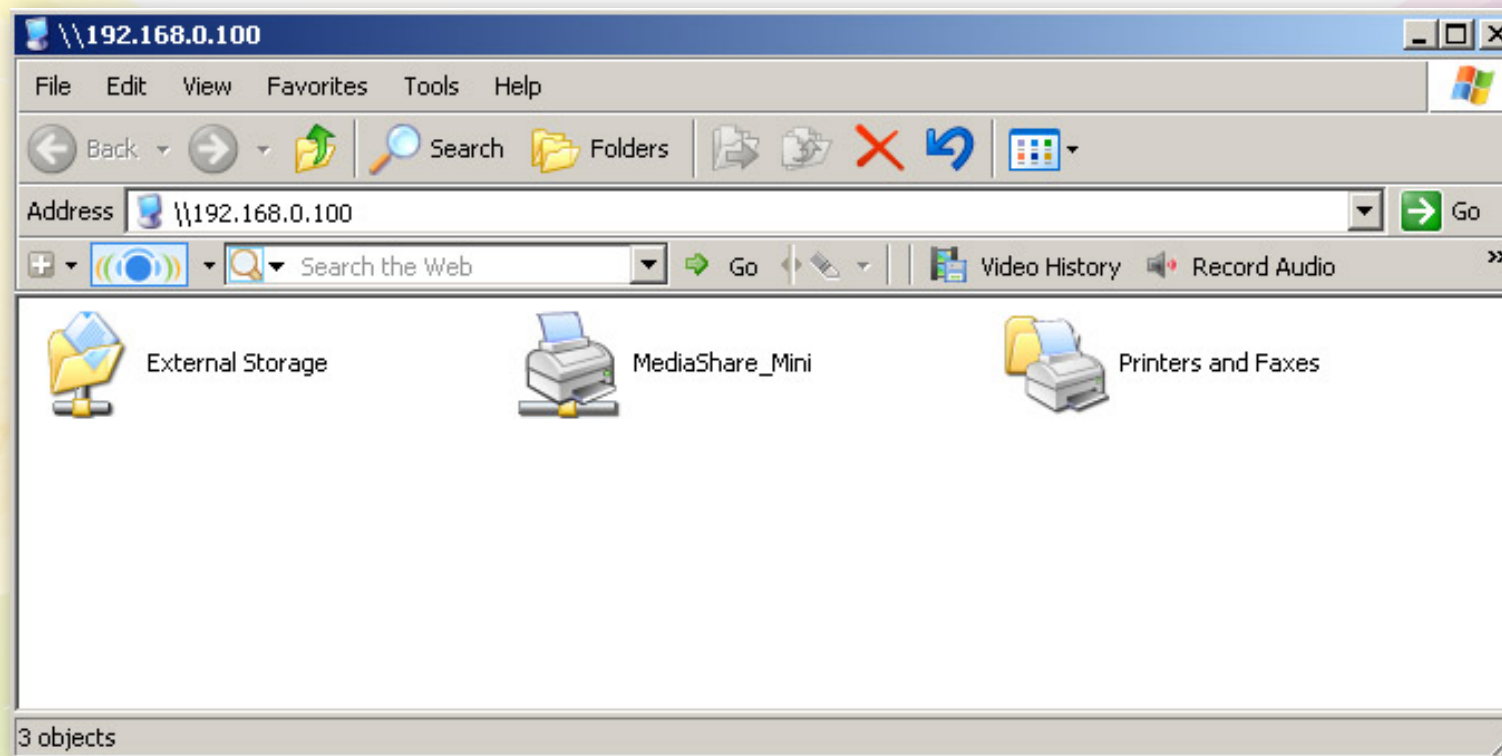 \\192.168.0.100
File Edit View Favorites Tools Help
Back Search Folders
Address \\192.168.0.100 Go
Search the Web Go Video History Record Audio »
External Storage MediaShare_Mini Printers and Faxes
3 objects